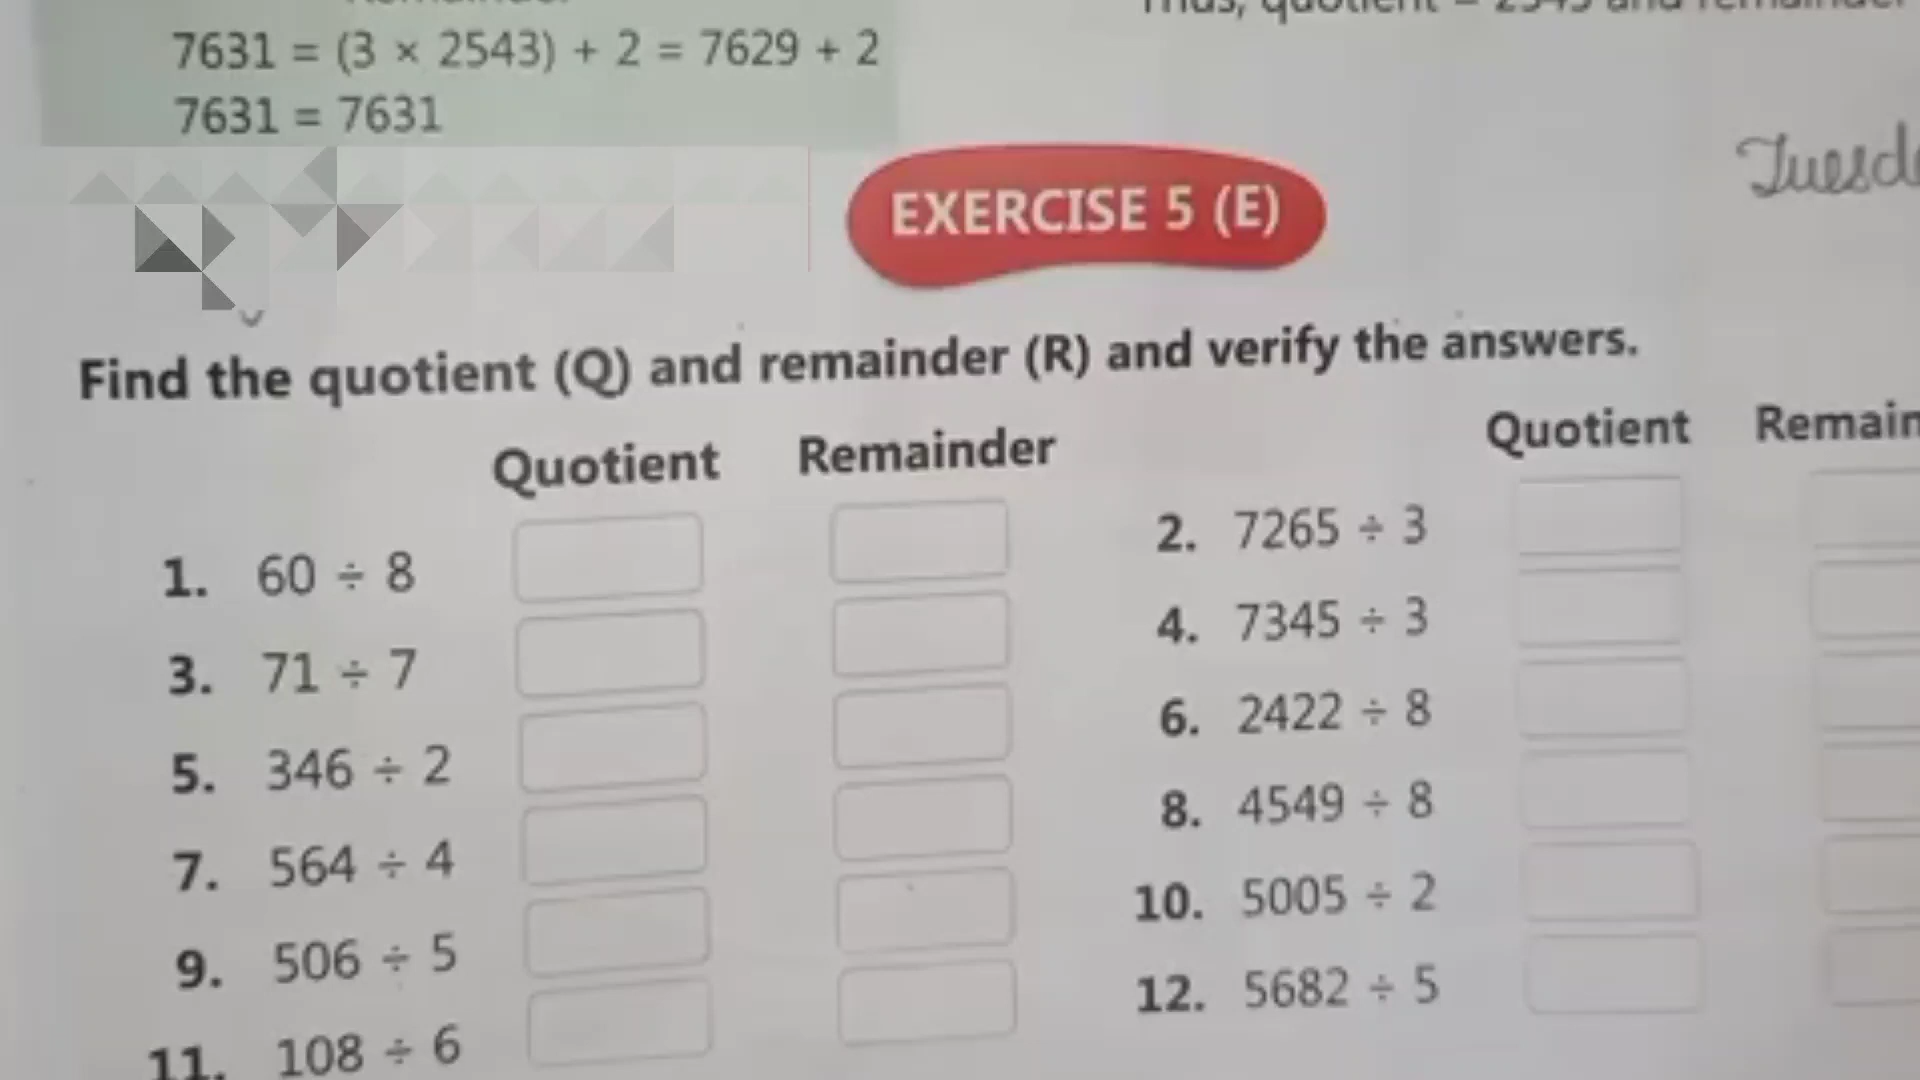 7631 = (3 × 2543) + 2 = 7629 + 2
7631 = 7631
EXERCISE 5 (E)
Find the quotient (Q) and remainder (R) and verify the answers.
Quotient Remainder Quotient
1. 60 ÷ 8 2. 7265 ÷ 3
3. 71 ÷ 7 4. 7345 ÷ 3
5. 346 ÷ 2 6. 2422 ÷ 8
7. 564 ÷ 4 8. 4549 ÷ 8
9. 506 ÷ 5 10. 5005 ÷ 2
11. 108 ÷ 6 12. 5682 ÷ 5